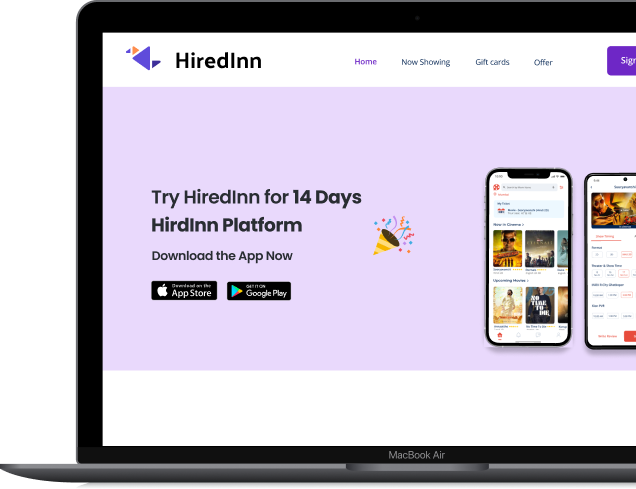 HiredInn
Home
Now Showing
Gift cards
Offer
Sign
Try HiredInn for 14 Days
HirdInn Platform
Download the App Now
Download on the
App Store
GET IT ON
Google Play
Now in Cinema >
Upcoming Movies >
NO
TIME
TO DIE
MacBook Air